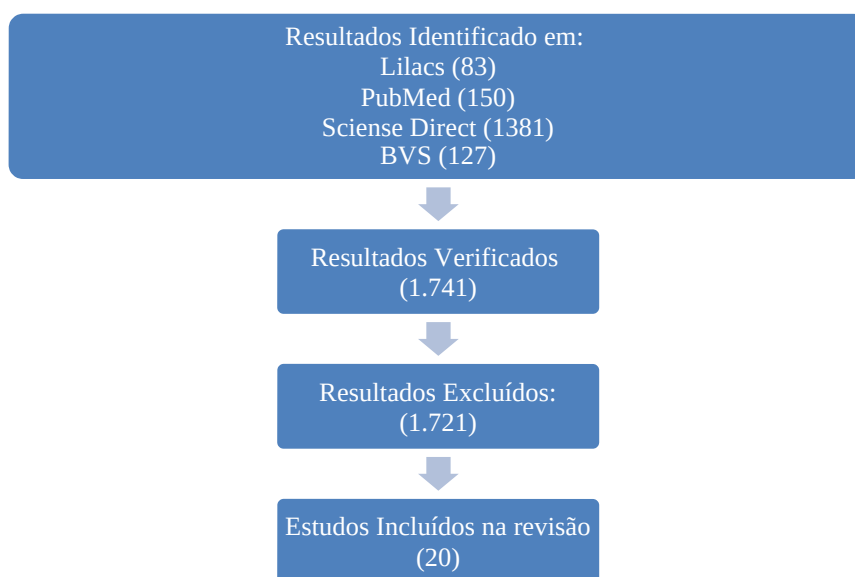 Resultados Identificado em:
Lilacs (83)
PubMed (150)
Sciense Direct (1381)
BVS (127)
Resultados Verificados
(1.741)
Resultados Excluídos:
(1.721)
Estudos Incluídos na revisão
(20)